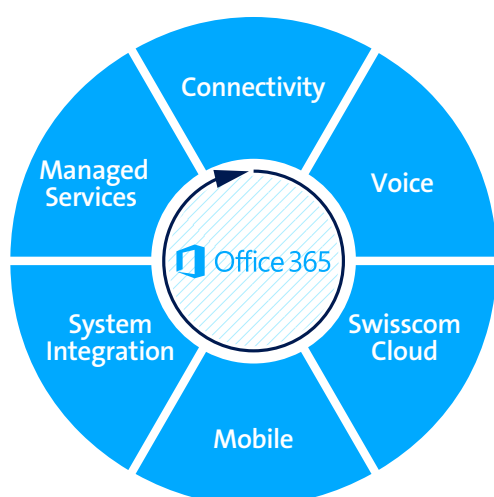 Connectivity
Voice
Swisscom
Cloud
Mobile
System
Integration
Managed
Services
Office 365